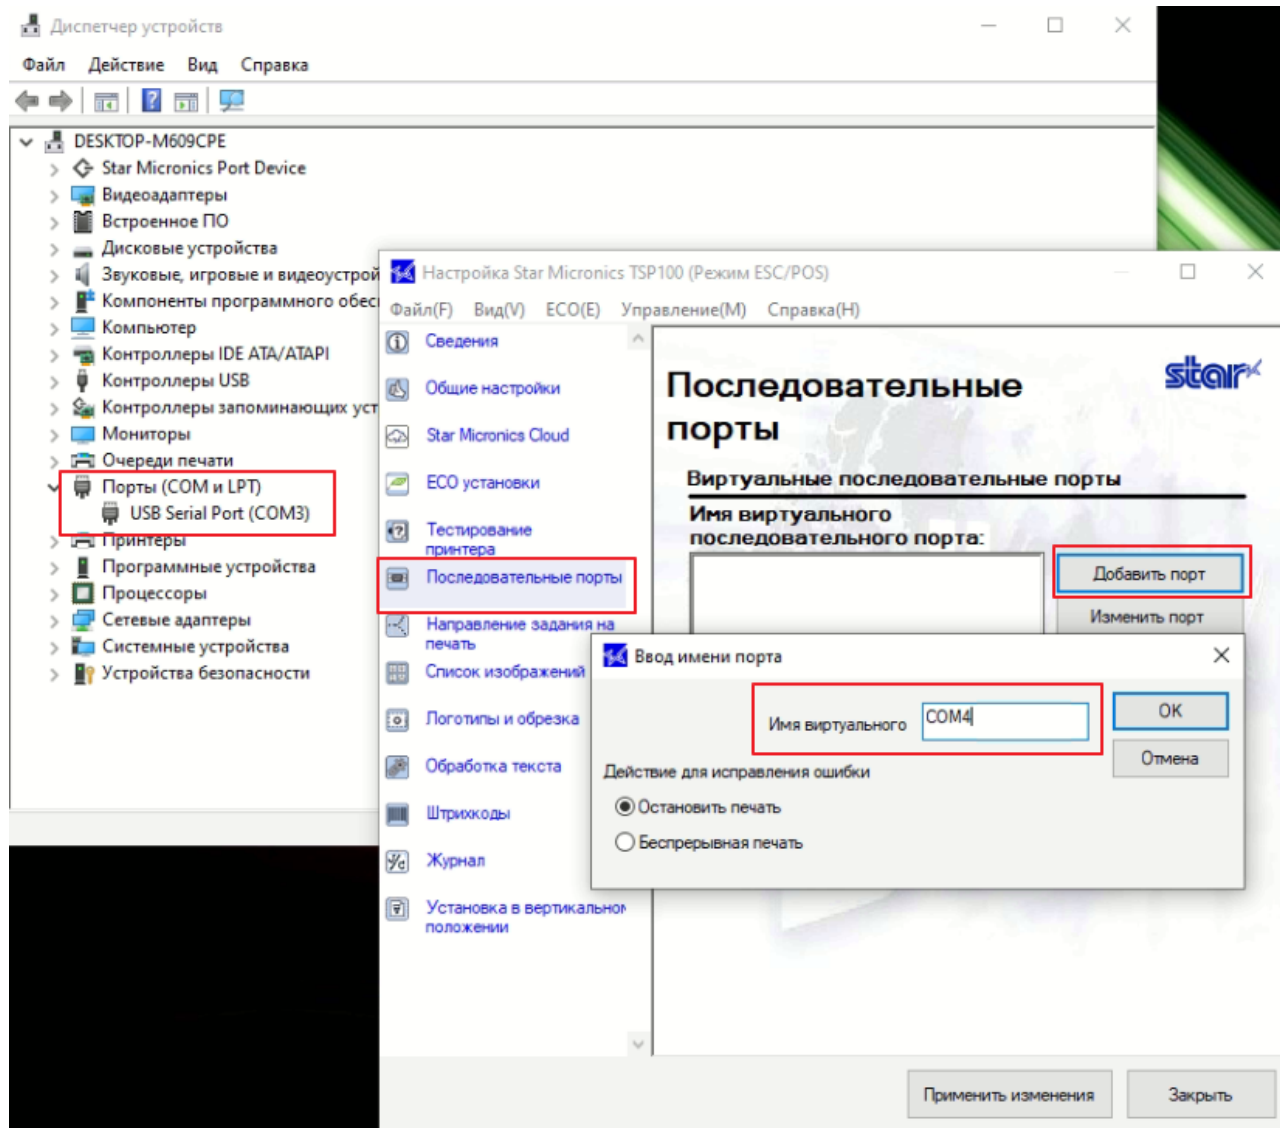 Диспетчер устройств
Файл Действие Вид Справка
DESKTOP-M609CPE
Star Micronics Port Device
Видеоадаптеры
Встроенное ПО
Дисковые устройства
Звуковые, игровые и видеоустрой
Компоненты программного обес
Компьютер
Контроллеры IDE ATA/ATAPI
Контроллеры USB
Контроллеры запоминающих уст
Мониторы
Очереди печати
Порты (COM и LPT)
USB Serial Port (COM3)
Принтеры
Программные устройства
Процессоры
Сетевые адаптеры
Системные устройства
Устройства безопасности
Настройка Star Micronics TSP100 (Режим ESC/POS)
Файл(F) Вид(V) ECO(E) Управление(M) Справка(H)
Сведения
Общие настройки
Star Micronics Cloud
ECO установки
Тестирование
принтера
Последовательные порты
Направление задания на
печать
Список изображений
Логотипы и обрезка
Обработка текста
Штрихкоды
Журнал
Установка в вертикальном
положении
star
Последовательные
порты
Виртуальные последовательные порты
Имя виртуального
последовательного порта:
Добавить порт
Изменить порт
Ввод имени порта
Имя виртуального COM4
OK
Отмена
Действие для исправления ошибки
Остановить печать
Беспрерывная печать
Применить изменения Закрыть